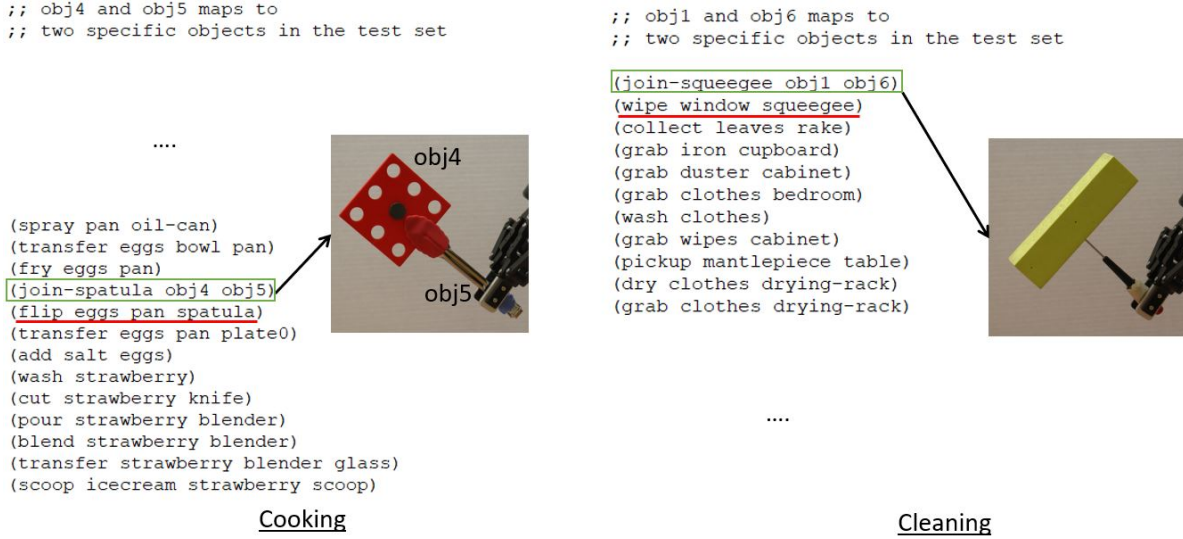 ;; obj4 and obj5 maps to
;; two specific objects in the test set
....
(spray pan oil-can)
(transfer eggs bowl pan)
(fry eggs pan)
(join-spatula obj4 obj5)
(flip eggs pan spatula)
(transfer eggs pan plate0)
(add salt eggs)
(wash strawberry)
(cut strawberry knife)
(pour strawberry blender)
(blend strawberry blender)
(transfer strawberry blender glass)
(scoop icecream strawberry scoop)
obj4
obj5
Cooking
;; obj1 and obj6 maps to
;; two specific objects in the test set
(join-squeegee obj1 obj6)
(wipe window squeegee)
(collect leaves rake)
(grab iron cupboard)
(grab duster cabinet)
(grab clothes bedroom)
(wash clothes)
(grab wipes cabinet)
(pickup mantlepiece table)
(dry clothes drying-rack)
(grab clothes drying-rack)
....
Cleaning